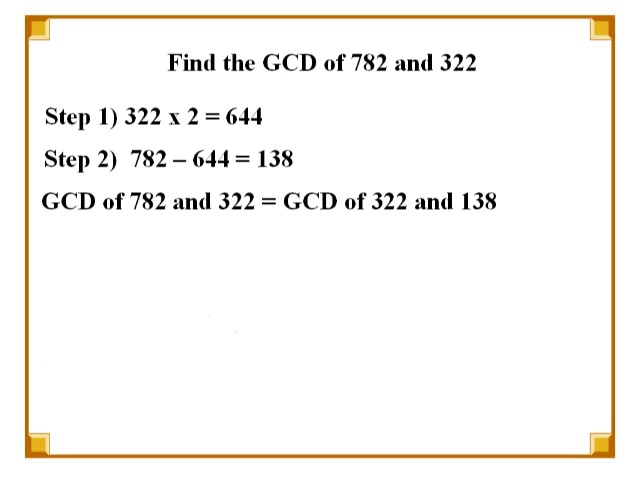 Find the GCD of 782 and 322
Step 1) 322 x 2 = 644
Step 2)  782 – 644 = 138
GCD of 782 and 322 = GCD of 322 and 138